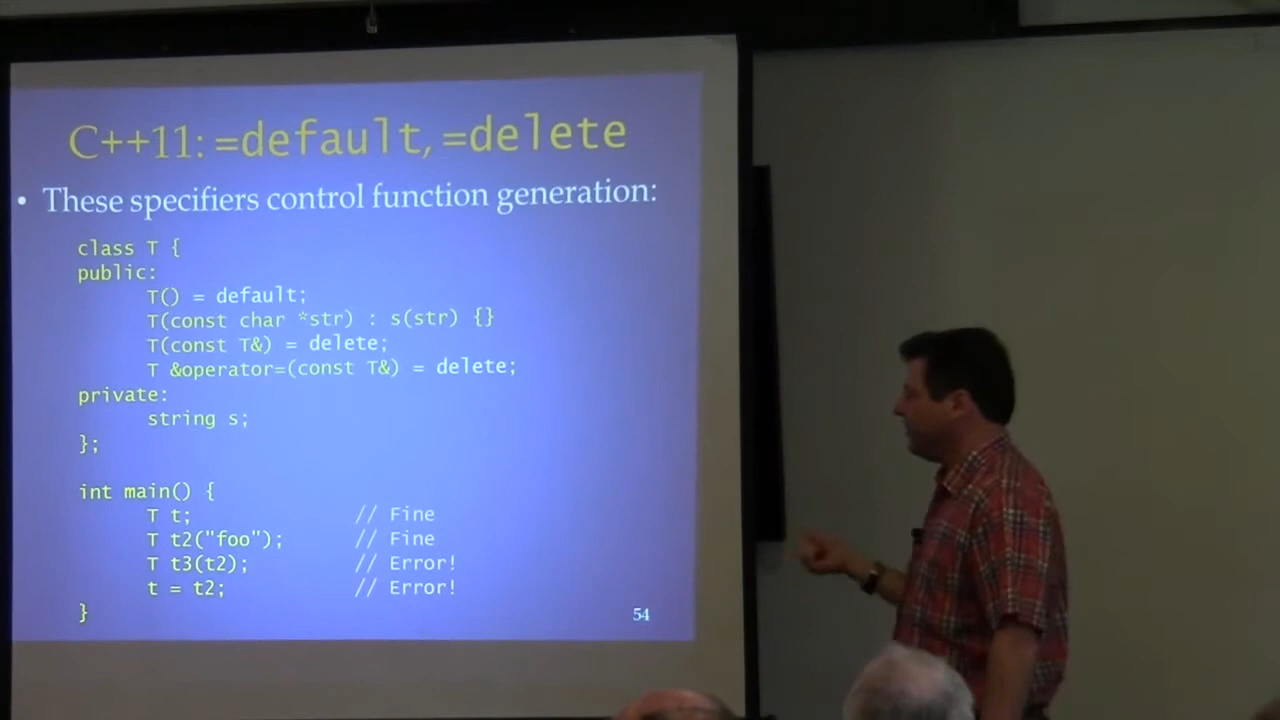 C++11: =default, =delete
• These specifiers control function generation:
class T {
public:
T() = default;
T(const char *str) : s(str) {}
T(const T&) = delete;
T &operator=(const T&) = delete;
private:
string s;
};
int main() {
T t; // Fine
T t2("foo"); // Fine
T t3(t2); // Error!
t = t2; // Error!
}
54